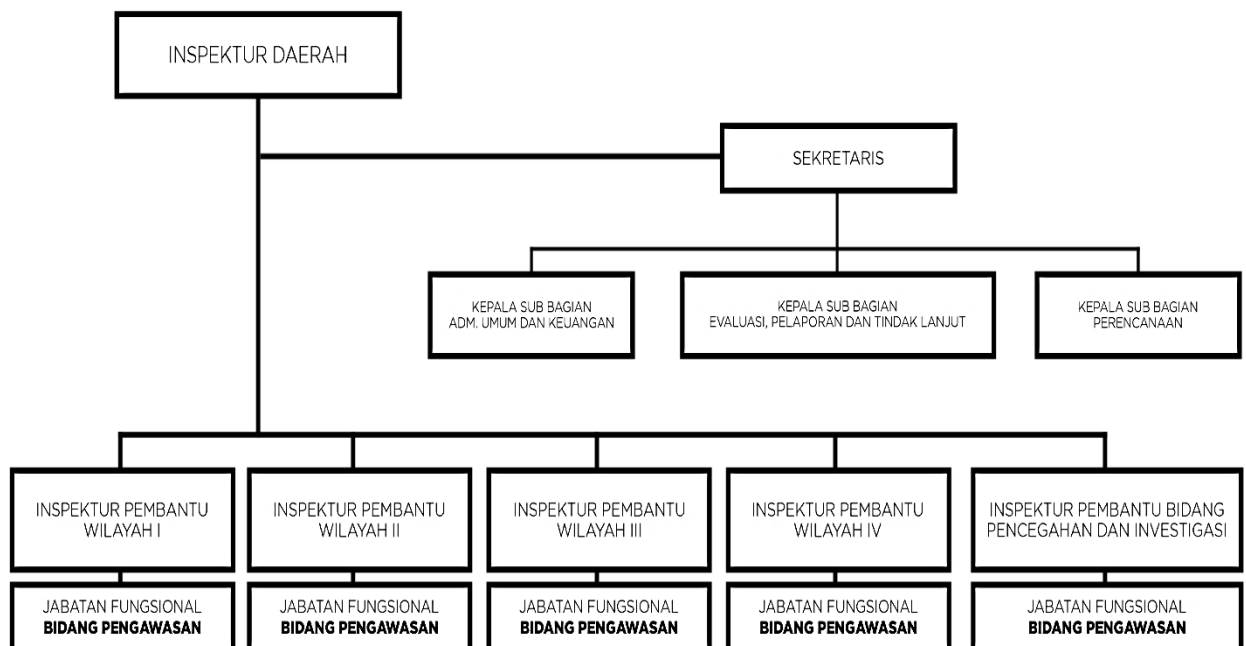 INSPEKTUR DAERAH
SEKRETARIS
KEPALA SUB BAGIAN
ADM. UMUM DAN KEUANGAN
KEPALA SUB BAGIAN
EVALUASI, PELAPORAN DAN TINDAK LANJUT
KEPALA SUB BAGIAN
PERENCANAAN
INSPEKTUR PEMBANTU
WILAYAH I
INSPEKTUR PEMBANTU
WILAYAH II
INSPEKTUR PEMBANTU
WILAYAH III
INSPEKTUR PEMBANTU
WILAYAH IV
INSPEKTUR PEMBANTU BIDANG
PENCEGAHAN DAN INVESTIGASI
JABATAN FUNGSIONAL
BIDANG PENGAWASAN
JABATAN FUNGSIONAL
BIDANG PENGAWASAN
JABATAN FUNGSIONAL
BIDANG PENGAWASAN
JABATAN FUNGSIONAL
BIDANG PENGAWASAN
JABATAN FUNGSIONAL
BIDANG PENGAWASAN